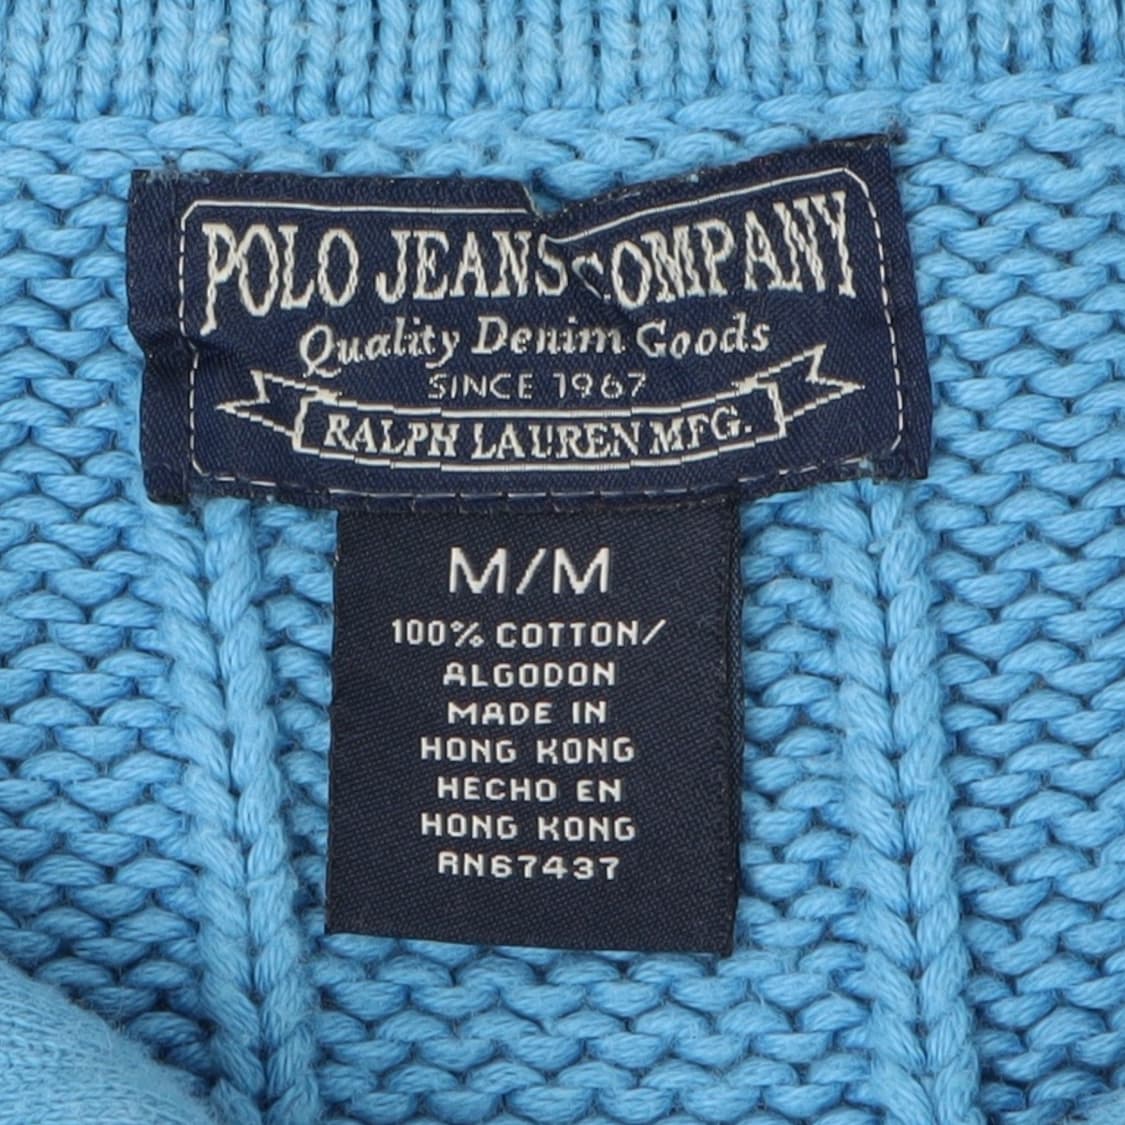 POLO JEANS COMPANY
Quality Denim Goods
SINCE 1967
RALPH LAUREN MFG.
M/M
100% COTTON/
ALGODON
MADE IN
HONG KONG
HECHO EN
HONG KONG
RN67437